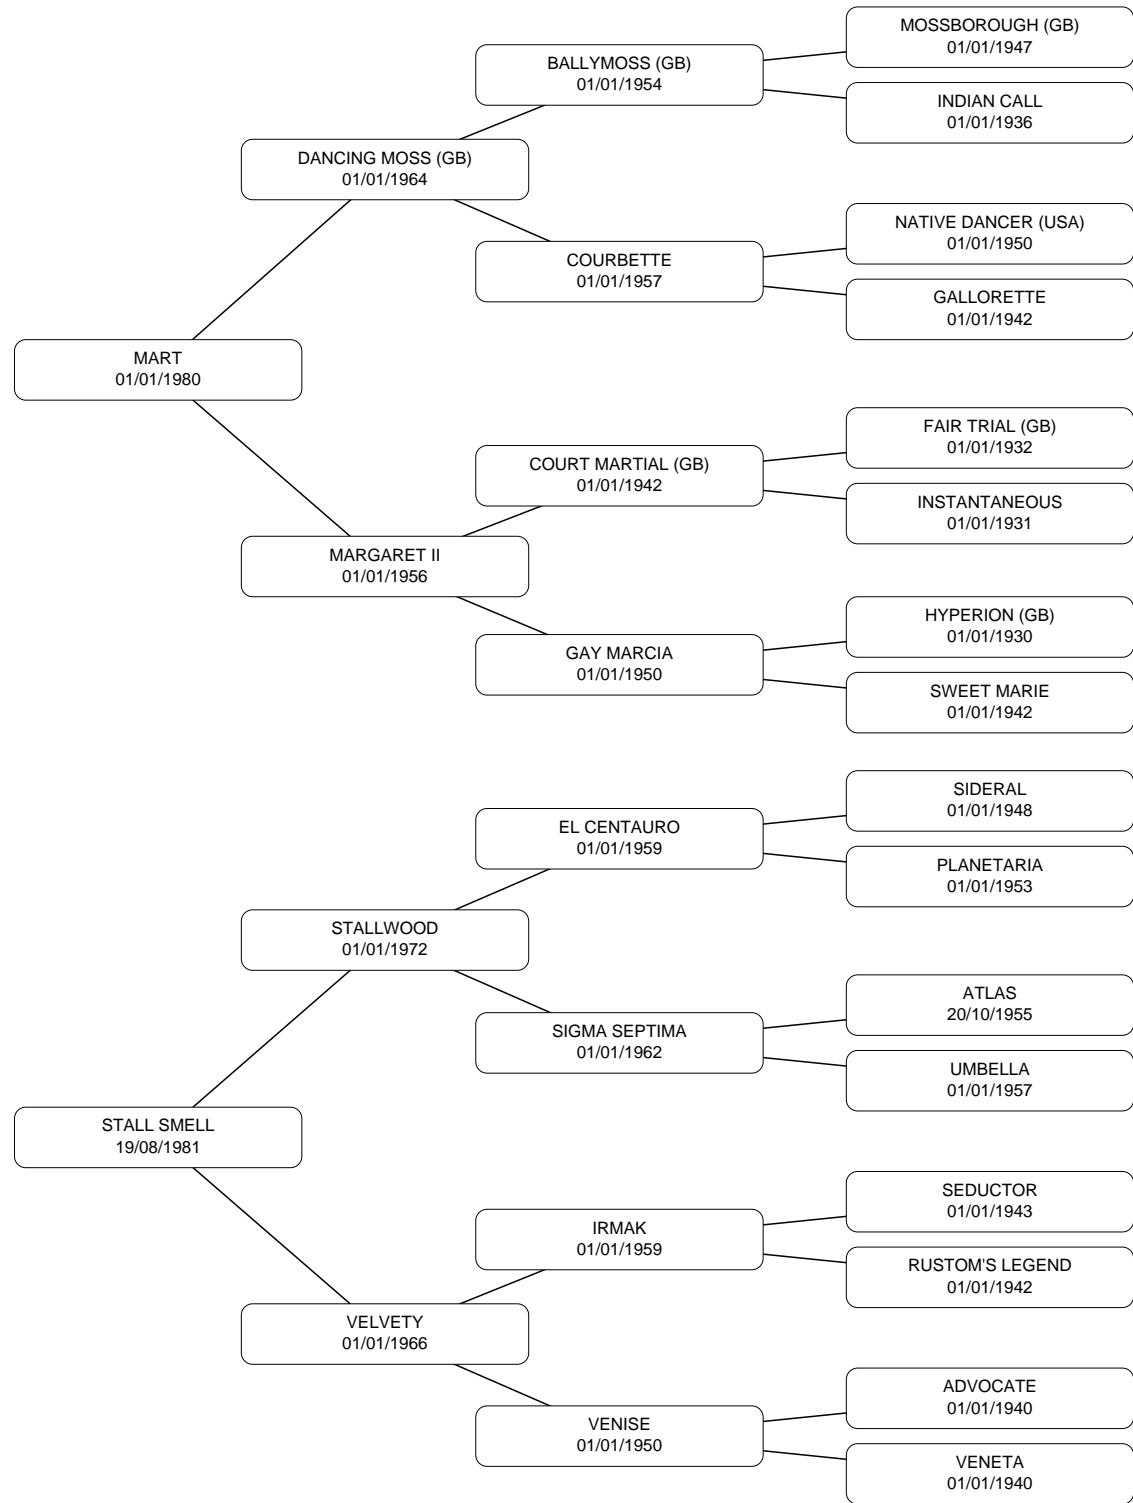 MOSSBOROUGH (GB)
01/01/1947
BALLYMOSS (GB)
01/01/1954
INDIAN CALL
01/01/1936
DANCING MOSS (GB)
01/01/1964
NATIVE DANCER (USA)
01/01/1950
COURBETTE
01/01/1957
GALLORETTE
01/01/1942
MART
01/01/1980
FAIR TRIAL (GB)
01/01/1932
COURT MARTIAL (GB)
01/01/1942
INSTANTANEOUS
01/01/1931
MARGARET II
01/01/1956
HYPERION (GB)
01/01/1930
GAY MARCIA
01/01/1950
SWEET MARIE
01/01/1942
SIDERAL
01/01/1948
EL CENTAURO
01/01/1959
PLANETARIA
01/01/1953
STALLWOOD
01/01/1972
ATLAS
20/10/1955
SIGMA SEPTIMA
01/01/1962
UMBELLA
01/01/1957
STALL SMELL
19/08/1981
SEDUCTOR
01/01/1943
IRMAK
01/01/1959
RUSTOM'S LEGEND
01/01/1942
VELVETY
01/01/1966
ADVOCATE
01/01/1940
VENISE
01/01/1950
VENETA
01/01/1940